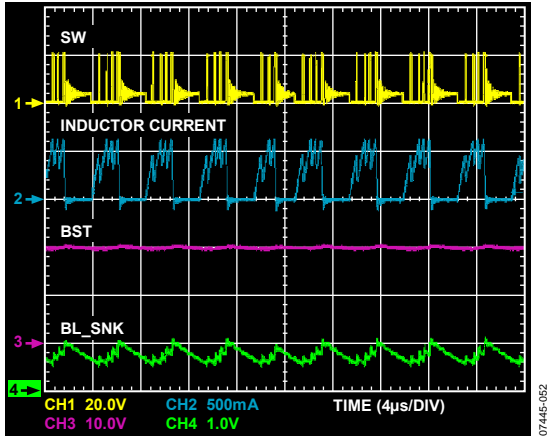 SW
1
INDUCTOR CURRENT
2
BST
3
BL_SNK
4
CH1 20.0V CH2 500mA TIME (4µs/DIV)
CH3 10.0V CH4 1.0V
07445-052